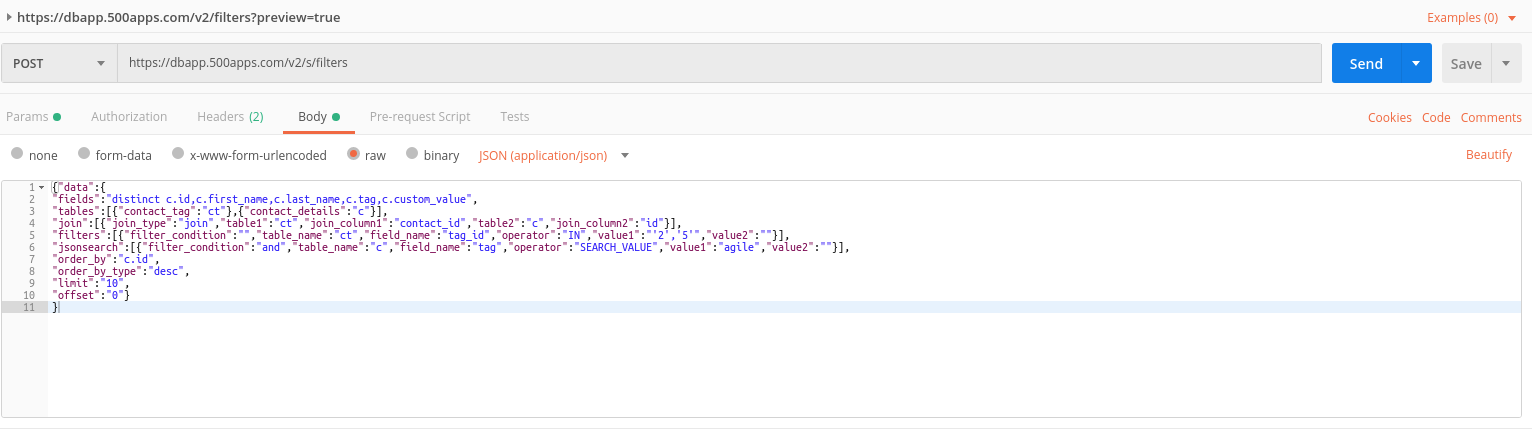 https://dbapp.500apps.com/v2/filters?preview=true
Examples (0)
POST
https://dbapp.500apps.com/v2/s/filters
Send
Save
Params
Authorization
Headers (2)
Body
Pre-request Script
Tests
Cookies
Code
Comments
none
form-data
x-www-form-urlencoded
raw
binary
JSON (application/json)
Beautify
1 {"data":{
2 "fields":"distinct c.id,c.first_name,c.last_name,c.tag,c.custom_value",
3 "tables":[{"contact_tag":"ct"},{"contact_details":"c"}],
4 "join":[{"join_type":"join","table1":"ct","join_column1":"contact_id","table2":"c","join_column2":"id"}],
5 "filters":[{"filter_condition":"","table_name":"ct","field_name":"tag_id","operator":"IN","value1":"'2','5'","value2":""}],
6 "jsonsearch":[{"filter_condition":"and","table_name":"c","field_name":"tag","operator":"SEARCH_VALUE","value1":"agile","value2":""}],
7 "order_by":"c.id",
8 "order_by_type":"desc",
9 "limit":"10",
10 "offset":"0"}
11 }